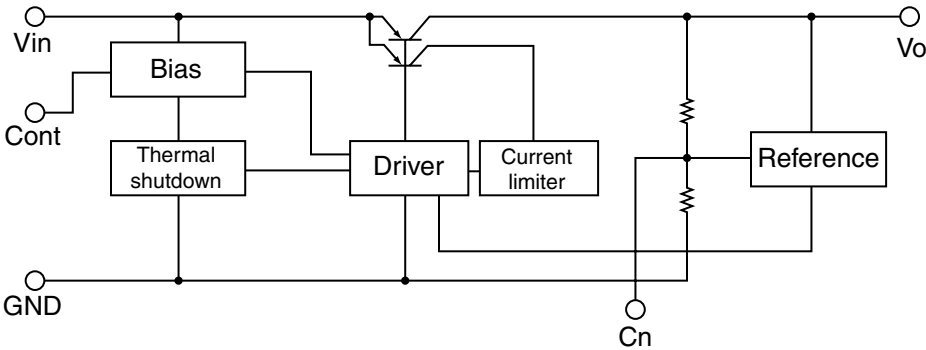 Vin
Vo
Bias
Cont
Thermal
shutdown
Driver
Current
limiter
Reference
GND
Cn